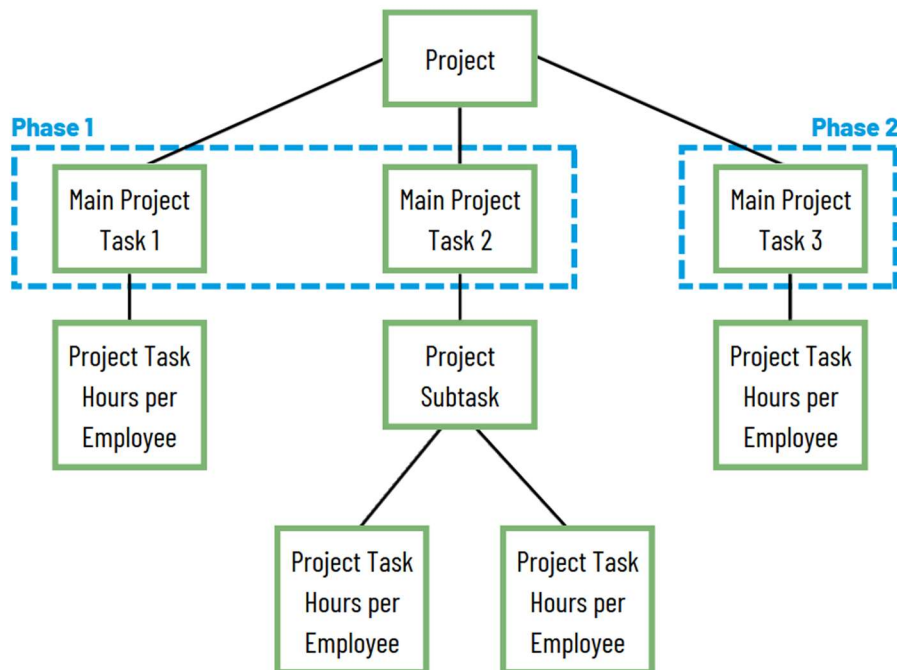 Project
Phase 1
Phase 2
Main Project
Task 1
Main Project
Task 2
Main Project
Task 3
Project Task
Hours per
Employee
Project
Subtask
Project Task
Hours per
Employee
Project Task
Hours per
Employee
Project Task
Hours per
Employee